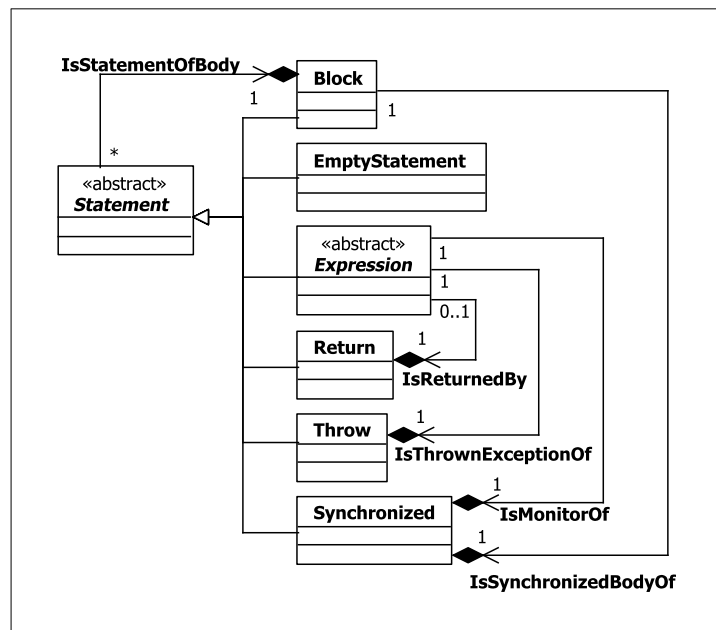 IsStatementOfBody
Block
1
1
*
«abstract»
Statement
EmptyStatement
«abstract»
Expression
1
1
0..1
Return
1
IsReturnedBy
Throw
1
IsThrownExceptionOf
Synchronized
1
IsMonitorOf
1
IsSynchronizedBodyOf